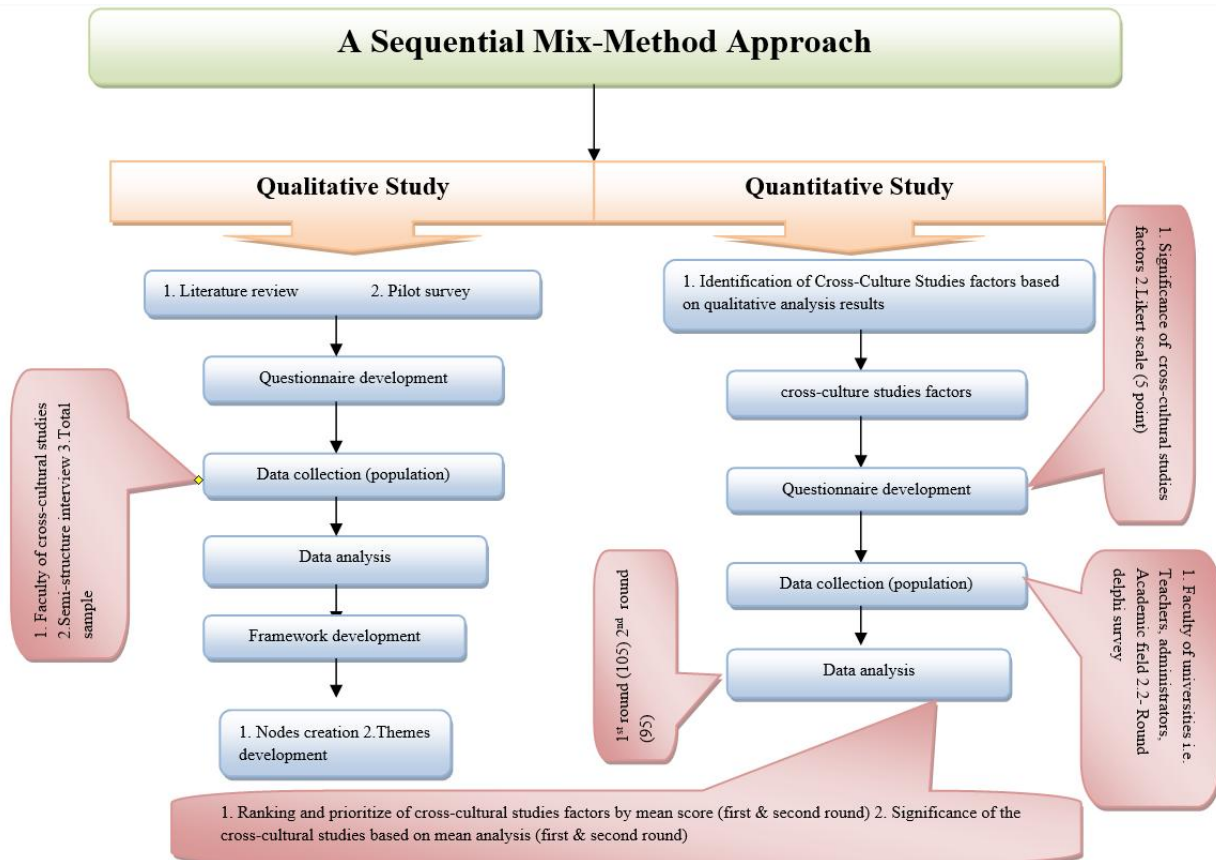 A Sequential Mix-Method Approach
Qualitative Study
Quantitative Study
1. Literature review 2. Pilot survey
Questionnaire development
Data collection (population)
Data analysis
Framework development
1. Nodes creation 2.Themes
development
1. Faculty of cross-cultural studies
2.Semi-structure interview 3.Total
sample
1. Identification of Cross-Culture Studies factors based
on qualitative analysis results
cross-culture studies factors
Questionnaire development
Data collection (population)
Data analysis
1. Significance of cross-cultural studies
factors 2.Likert scale (5 point)
1. Faculty of universities i.e.
Teachers, administrators,
Academic field 2.2- Round
delphi survey
1st round (105) 2nd round
(95)
1. Ranking and prioritize of cross-cultural studies factors by mean score (first & second round) 2. Significance of the
cross-cultural studies based on mean analysis (first & second round)